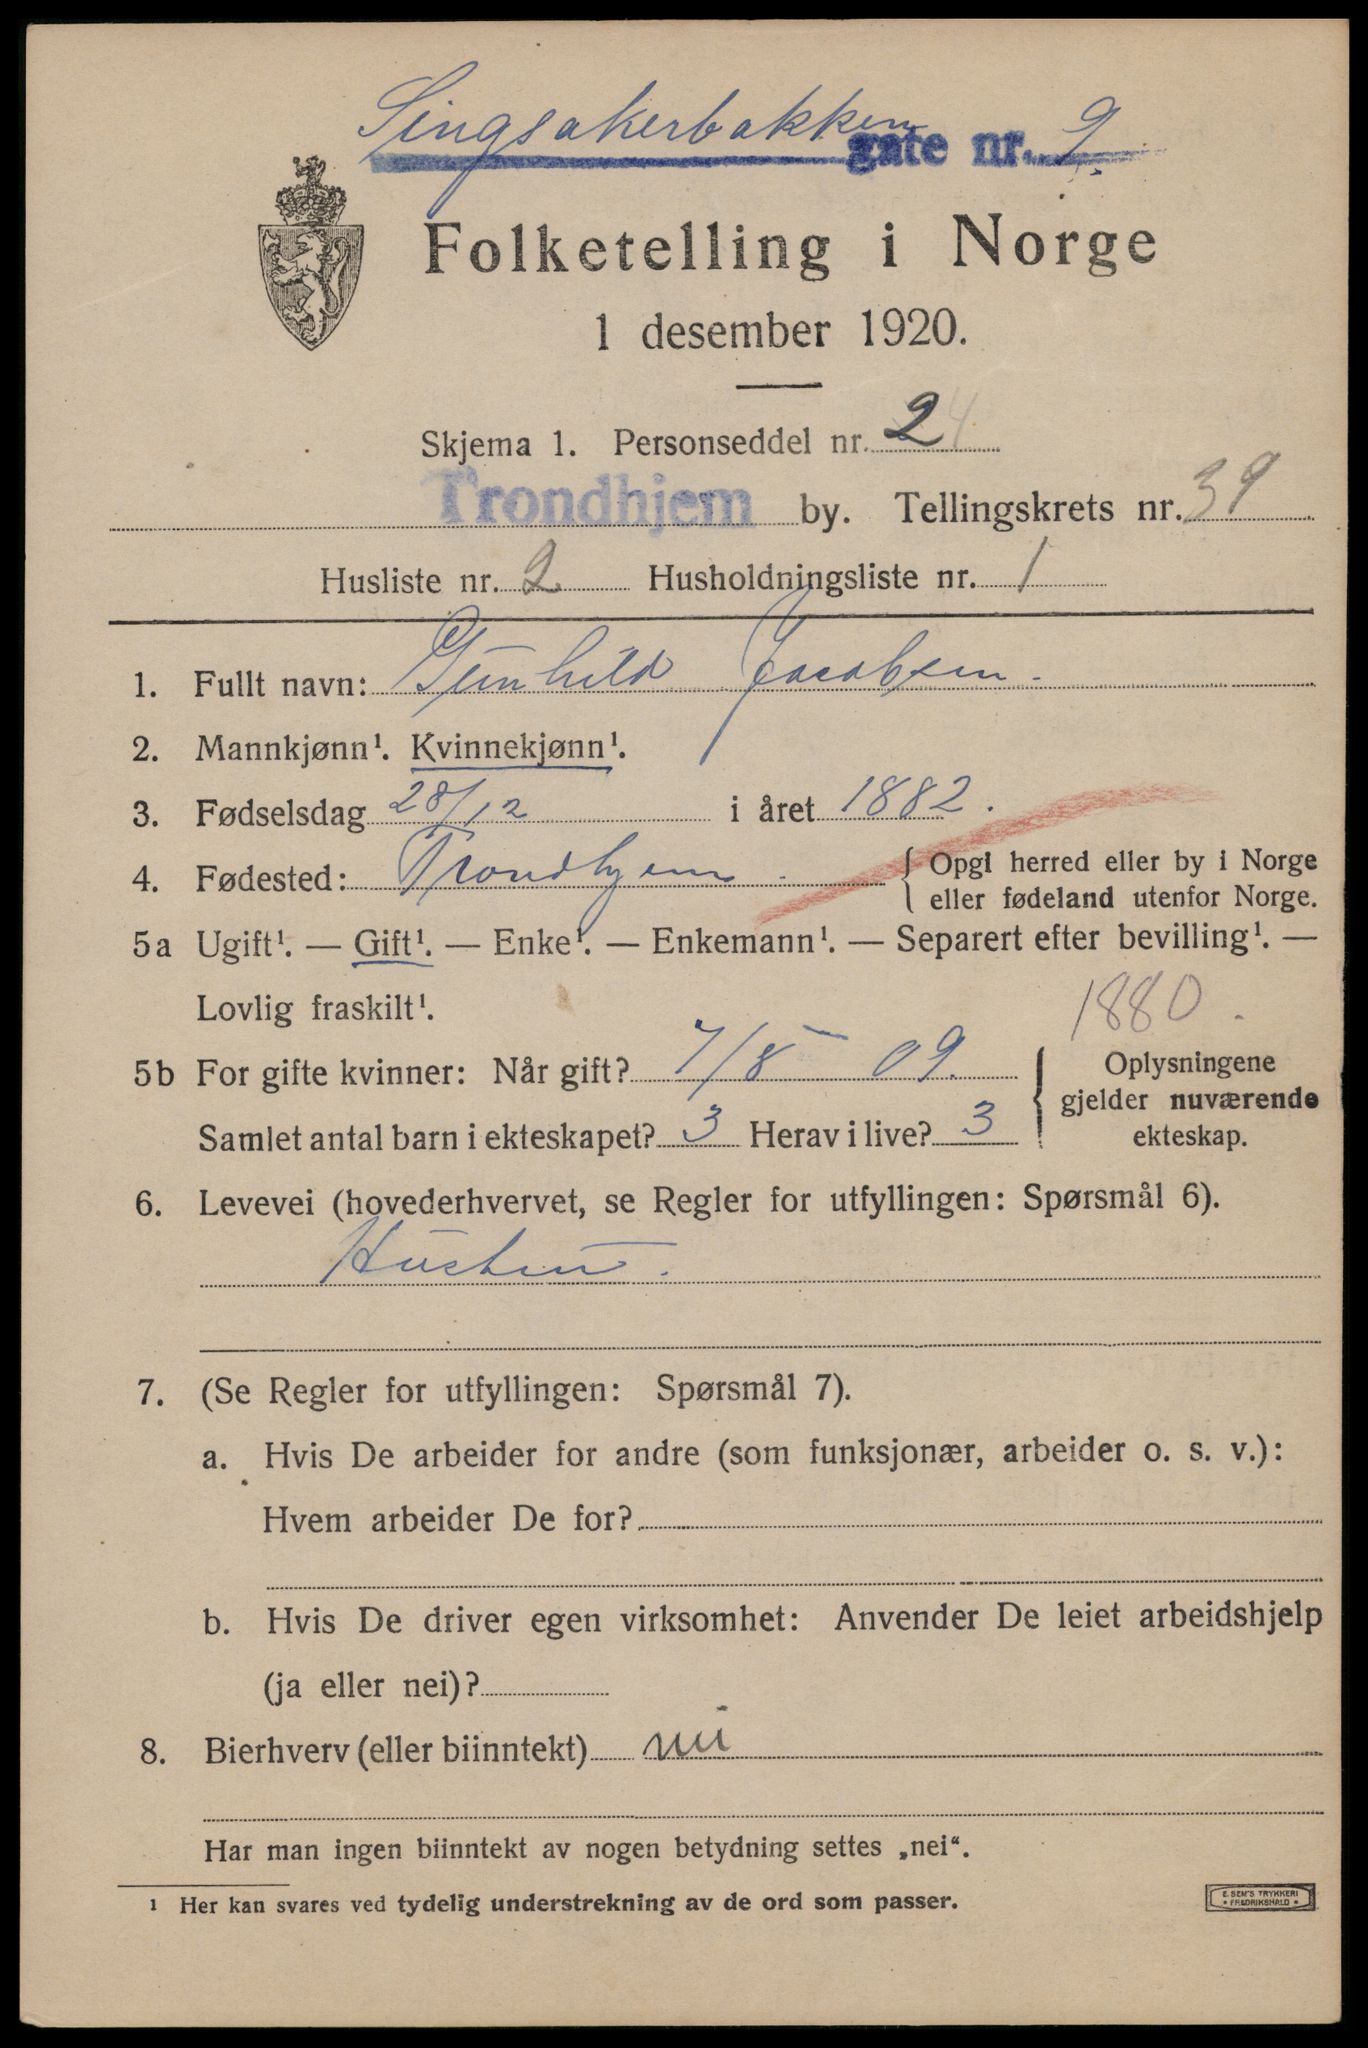 Singsakerbakken gate nr. 9.
Folketelling i Norge
1 desember 1920.
Skjema 1. Personseddel nr. 24
Trondhjem by. Tellingskrets nr. 39
Husliste nr. 2 Husholdningsliste nr. 1
1. Fullt navn: Gunhild Jacobsen.
2. Mannkjønn¹. Kvinnekjønn¹.
3. Fødselsdag 28/12 i året 1882.
4. Fødested: Trondhjem. { Opgi herred eller by i Norge
eller fødeland utenfor Norge.
5a Ugift¹. — Gift¹. — Enke¹. — Enkemann¹. — Separert efter bevilling¹. —
Lovlig fraskilt¹. 1880.
5b For gifte kvinner: Når gift? 7/8 09. { Oplysningene
gjelder nuværende
Samlet antal barn i ekteskapet? 3 Herav i live? 3 ekteskap.
6. Levevei (hovederhvervet, se Regler for utfyllingen: Spørsmål 6).
Hustru.
7. (Se Regler for utfyllingen: Spørsmål 7).
a. Hvis De arbeider for andre (som funksjonær, arbeider o. s. v.):
Hvem arbeider De for?
b. Hvis De driver egen virksomhet: Anvender De leiet arbeidshjelp
(ja eller nei)?
8. Bierhverv (eller biinntekt) nei
Har man ingen biinntekt av nogen betydning settes „nei“.
¹ Her kan svares ved tydelig understrekning av de ord som passer.
E. SEM'S TRYKKERI
* FREDRIKSHALD *